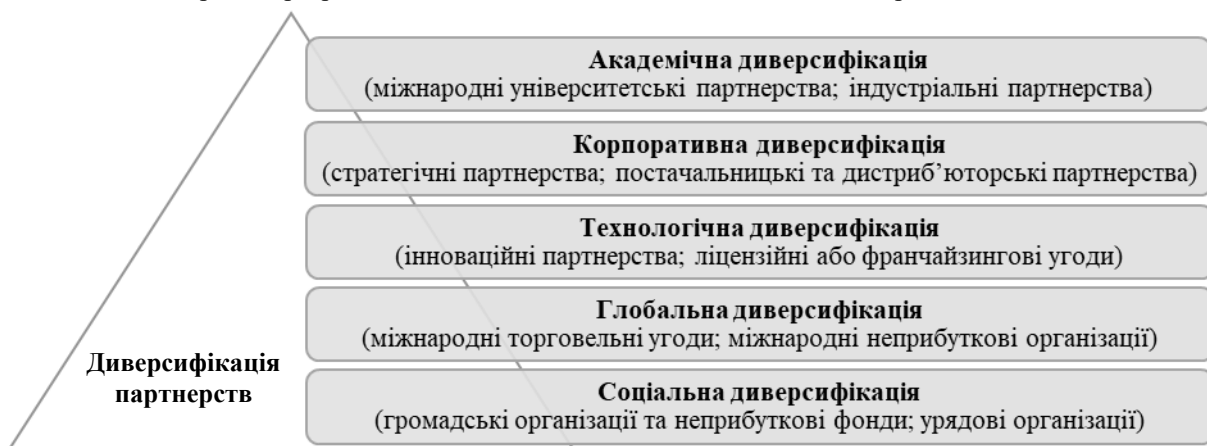 Академічна диверсифікація
(міжнародні університетські партнерства; індустріальні партнерства)
Корпоративна диверсифікація
(стратегічні партнерства; постачальницькі та дистриб’юторські партнерства)
Технологічна диверсифікація
(інноваційні партнерства; ліцензійні або франчайзингові угоди)
Глобальна диверсифікація
(міжнародні торговельні угоди; міжнародні неприбуткові організації)
Диверсифікація
партнерств
Соціальна диверсифікація
(громадські організації та неприбуткові фонди; урядові організації)